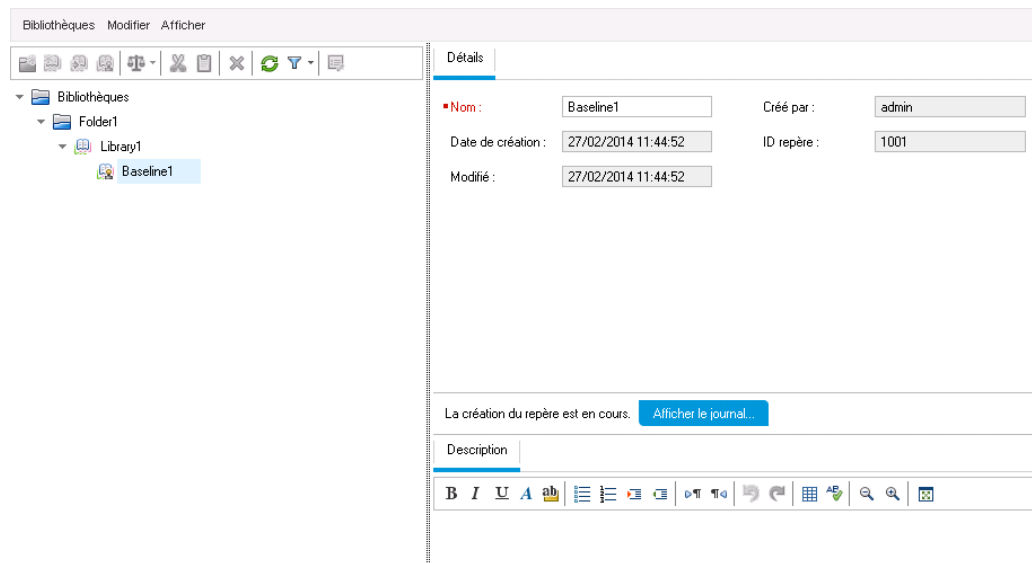 Bibliothèques Modifier Afficher
Bibliothèques
Folder1
Library1
Baseline1
Détails
Nom : Baseline1 Créé par : admin
Date de création : 27/02/2014 11:44:52 ID repère : 1001
Modifié : 27/02/2014 11:44:52
La création du repère est en cours. Afficher le journal...
Description
B I U A ab